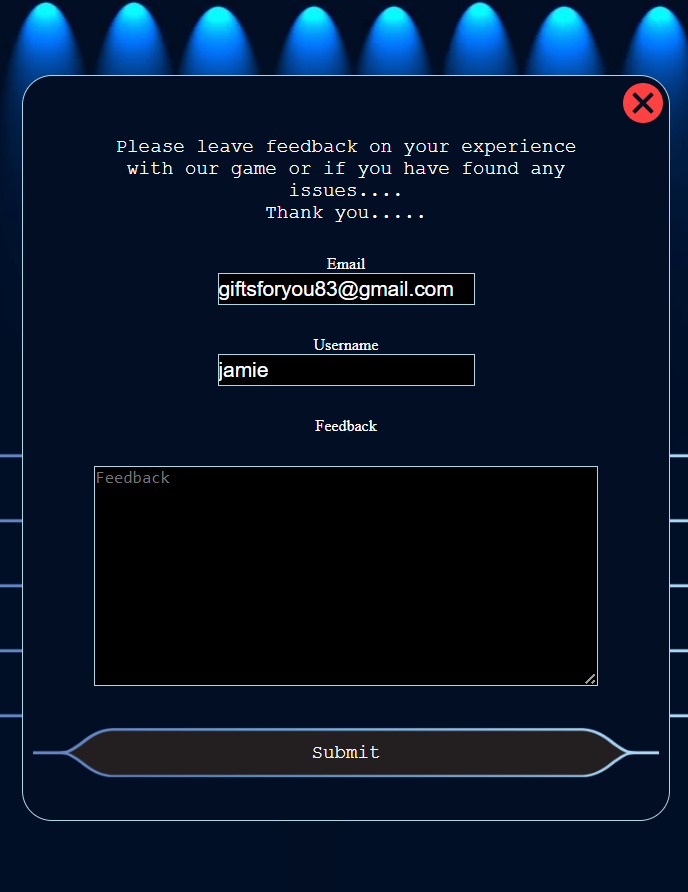 Please leave feedback on your experience
with our game or if you have found any
issues....
Thank you.....
Email
giftsforyou83@gmail.com
Username
jamie
Feedback
Feedback
Submit